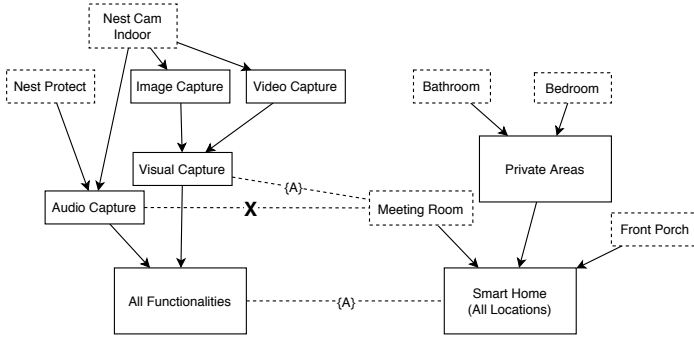 Nest Cam
Indoor
Nest Protect
Image Capture
Video Capture
Bathroom
Bedroom
Visual Capture
Private Areas
{A}
Audio Capture
X
Meeting Room
Front Porch
All Functionalities
{A}
Smart Home
(All Locations)